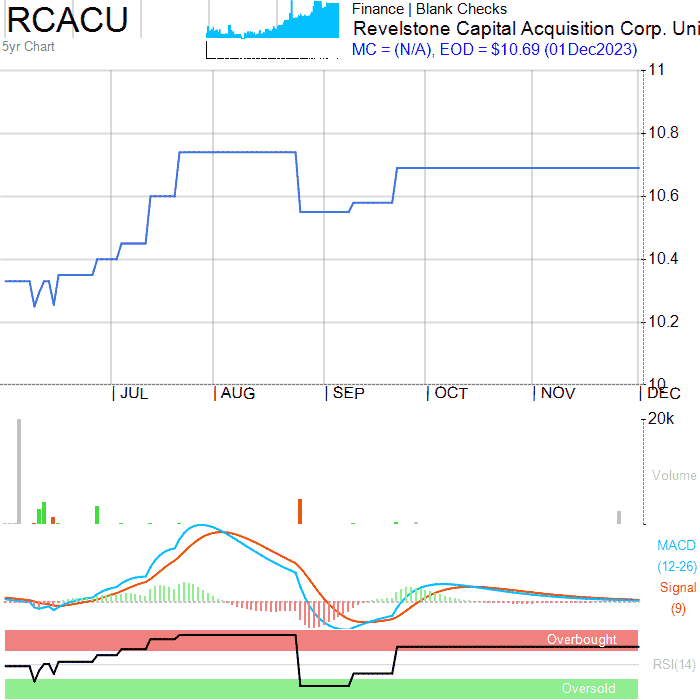 RCACU
5yr Chart
Finance | Blank Checks
Revelstone Capital Acquisition Corp. Uni
MC = (N/A), EOD = $10.69 (01Dec2023)
11
10.8
10.6
10.4
10.2
10
JUL AUG SEP OCT NOV DEC
20k
Volume
MACD
(12-26)
Signal
(9)
Overbought
RSI(14)
Oversold